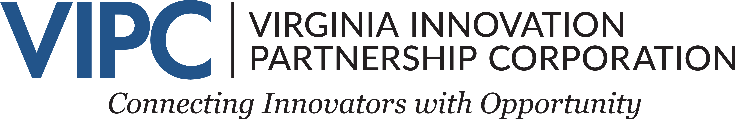 VIPC
VIRGINIA INNOVATION
PARTNERSHIP CORPORATION
Connecting Innovators with Opportunity